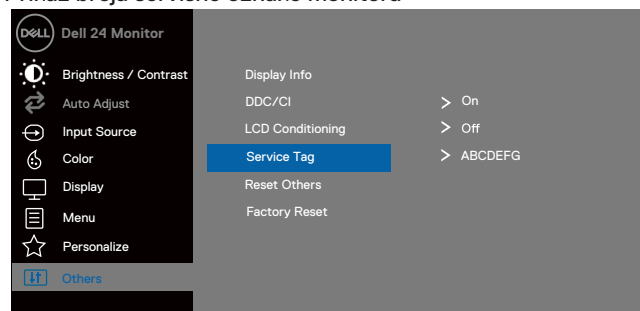 DELL Dell 24 Monitor
Brightness / Contrast Display Info
Auto Adjust DDC/CI > On
Input Source LCD Conditioning > Off
Color Service Tag > ABCDEFG
Display Reset Others
Menu Factory Reset
Personalize
Others